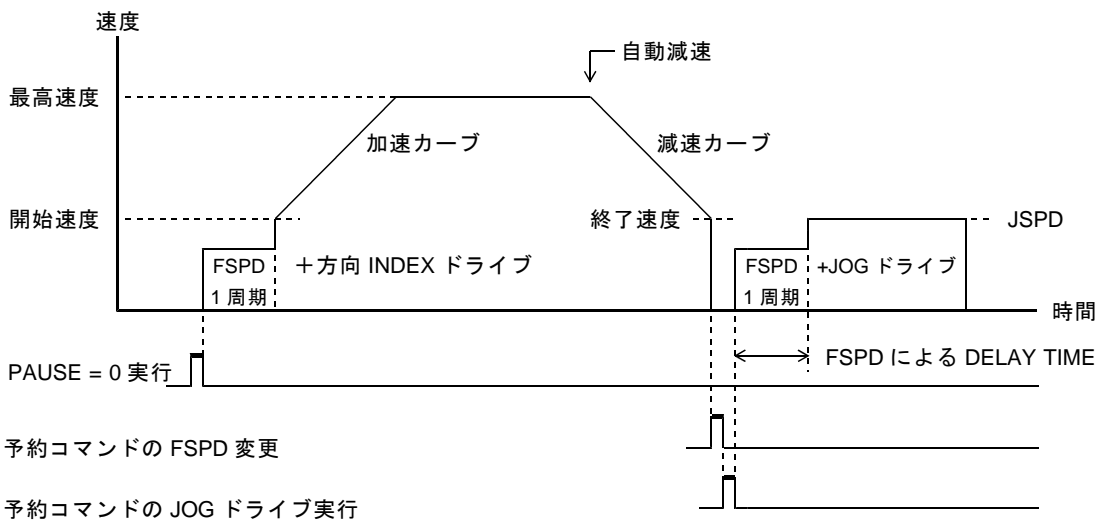 速度
自動減速
最高速度
加速カーブ
減速カーブ
開始速度
終了速度
JSPD
FSPD
1 周期
+方向 INDEX ドライブ
FSPD
1 周期
+JOG ドライブ
時間
FSPD による DELAY TIME
PAUSE = 0 実行
予約コマンドの FSPD 変更
予約コマンドの JOG ドライブ実行